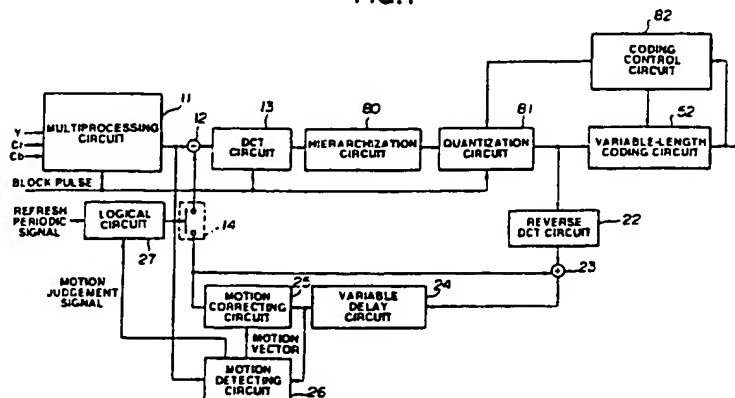 82
CODING
CONTROL
CIRCUIT
11
Y
Cr
Cb
MULTIPROCESSING
CIRCUIT
12
13
DCT
CIRCUIT
80
HIERARCHIZATION
CIRCUIT
81
QUANTIZATION
CIRCUIT
52
VARIABLE-LENGTH
CODING CIRCUIT
BLOCK PULSE
REFRESH
PERIODIC
SIGNAL
LOGICAL
CIRCUIT
27
14
REVERSE
DCT CIRCUIT
22
23
MOTION
JUDGEMENT
SIGNAL
25
MOTION
CORRECTING
CIRCUIT
24
VARIABLE
DELAY
CIRCUIT
MOTION
VECTOR
MOTION
DETECTING
CIRCUIT
26